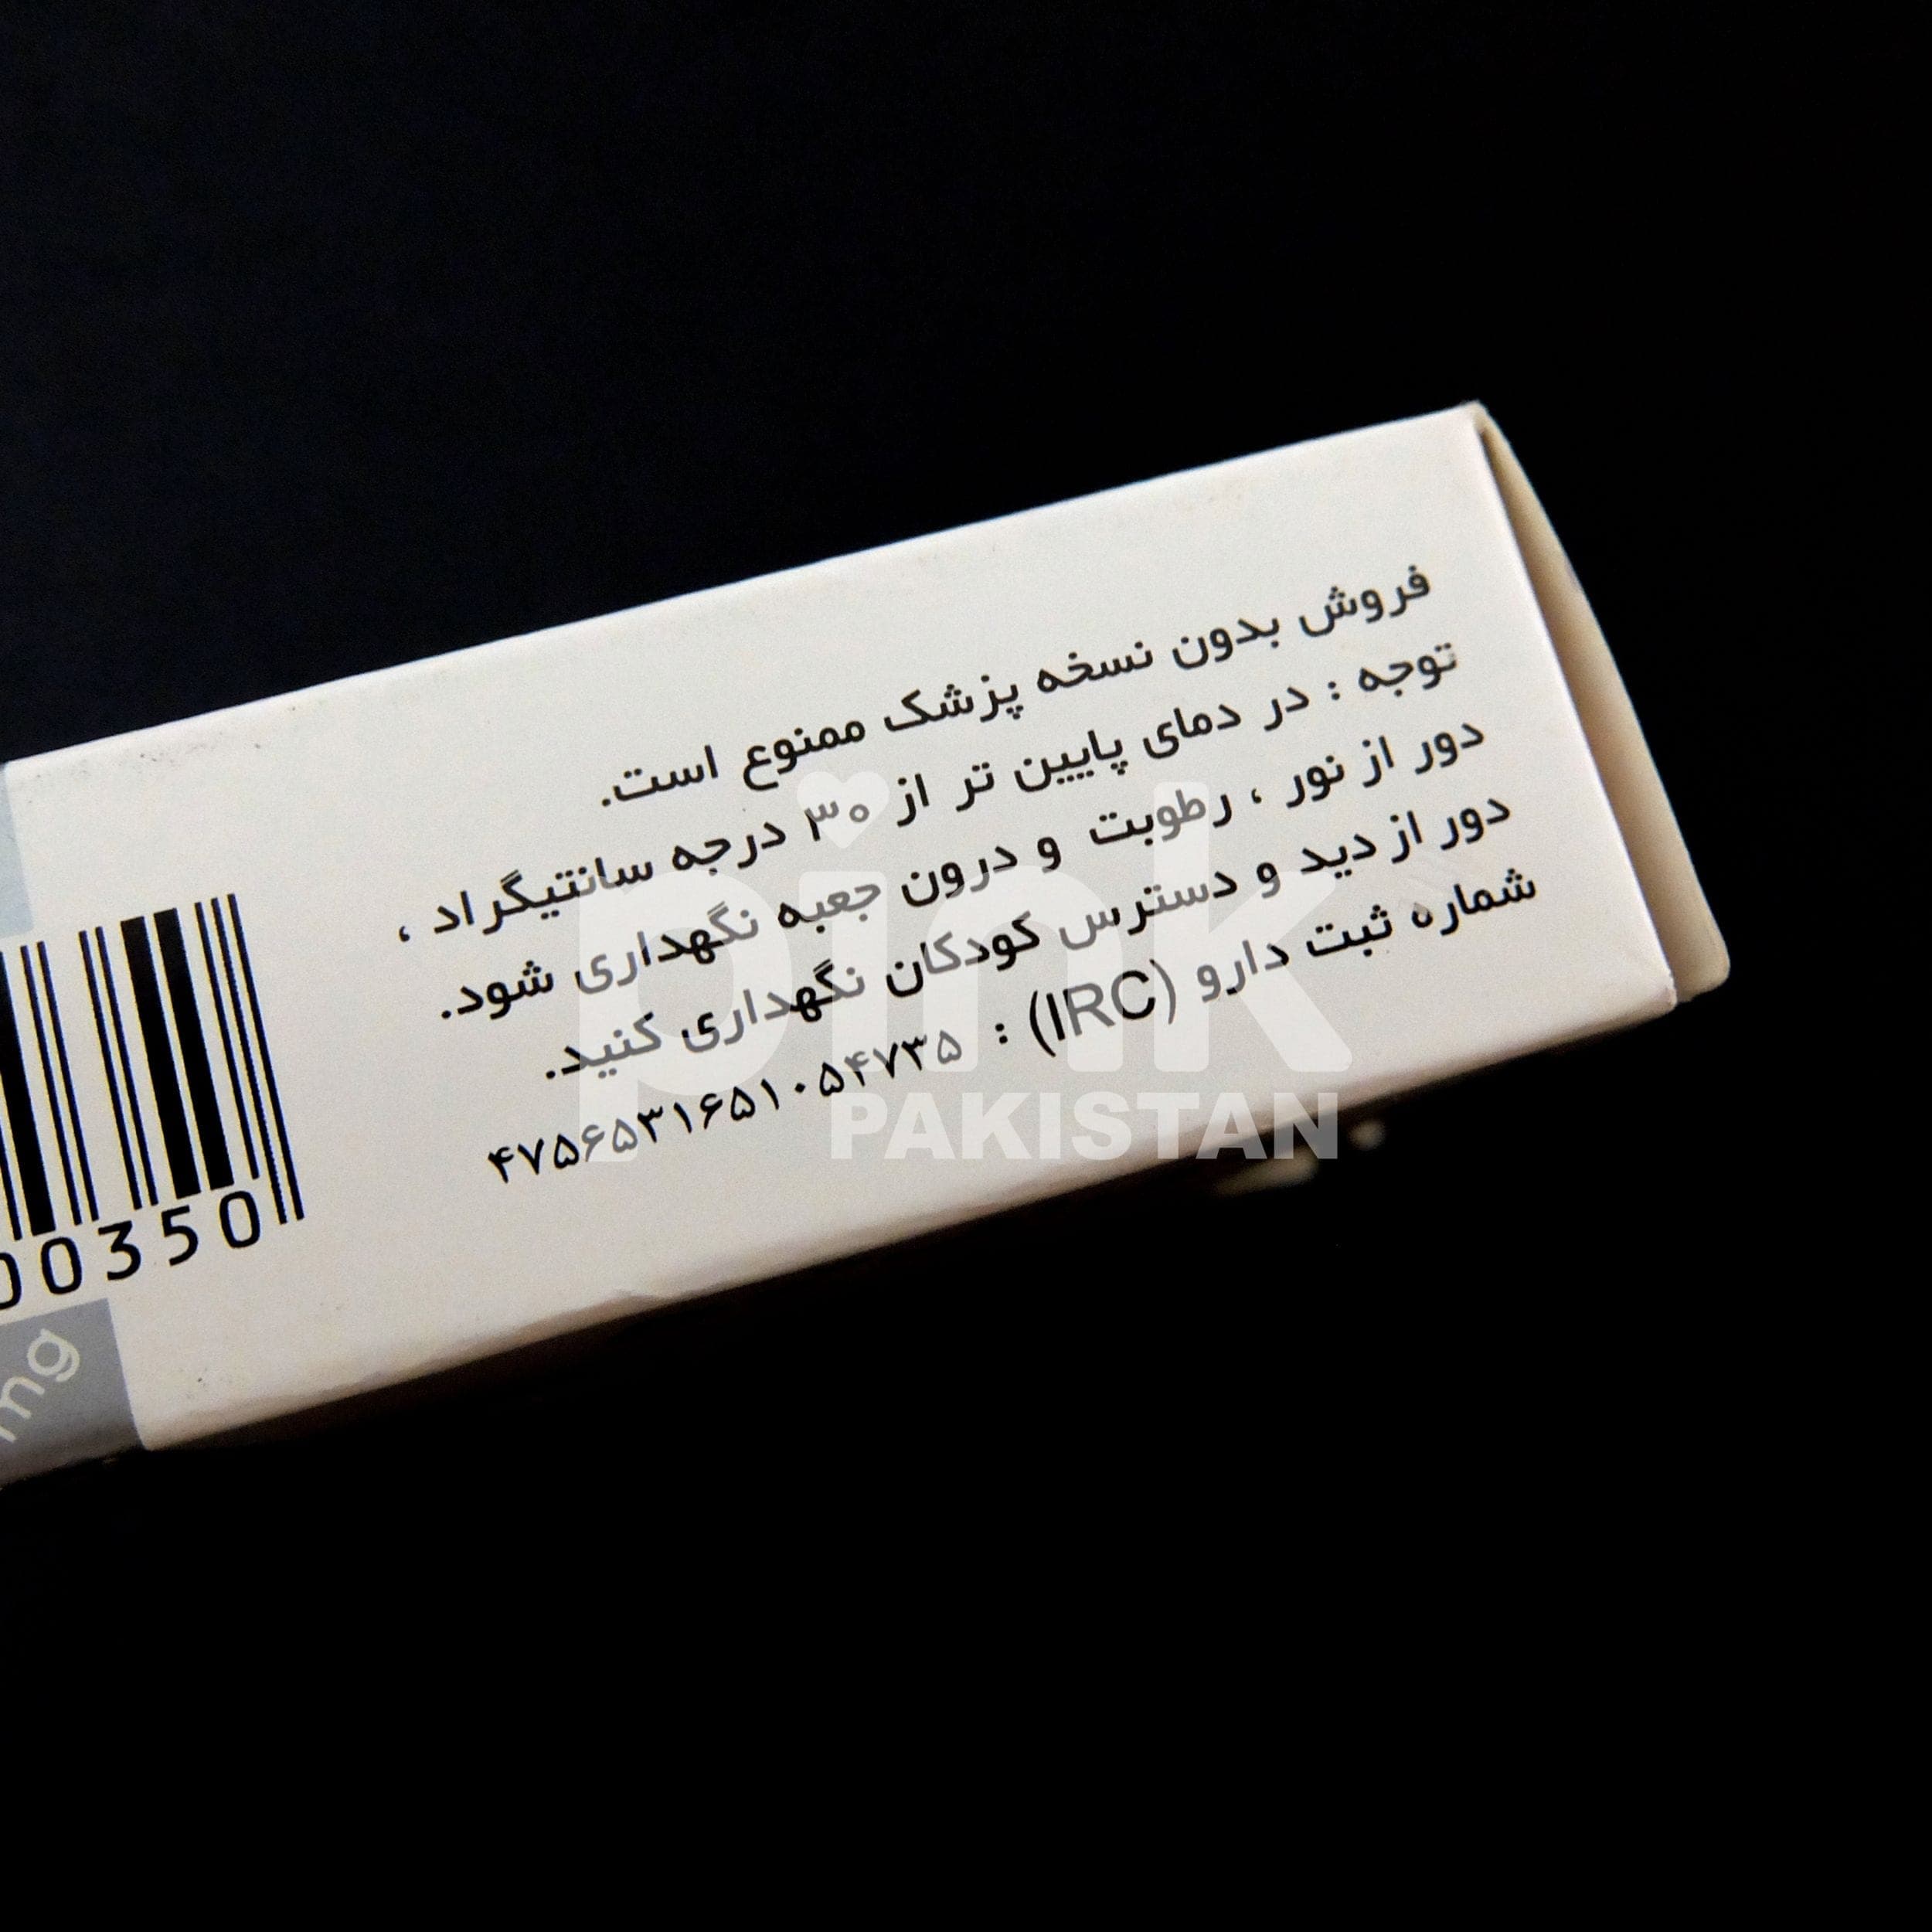 فروش بدون نسخه پزشک ممنوع است.
توجه : در دمای پایین تر از ۳۰ درجه سانتیگراد ،
دور از نور ، رطوبت و درون جعبه نگهداری شود.
دور از دید و دسترس کودکان نگهداری کنید.
شماره ثبت دارو (IRC) : ۴۷۵۶۵۳۱۶۵۱۰۵۴۷۳۵
00350
mg
pink
PAKISTAN